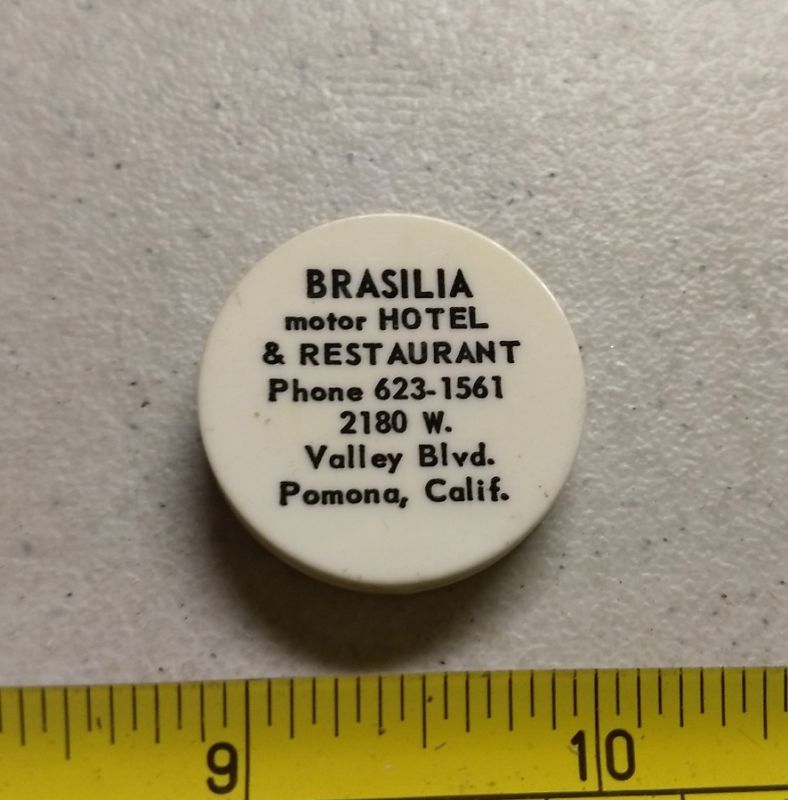 BRASILIA
motor HOTEL
& RESTAURANT
Phone 623-1561
2180 W.
Valley Blvd.
Pomona, Calif.
9 10